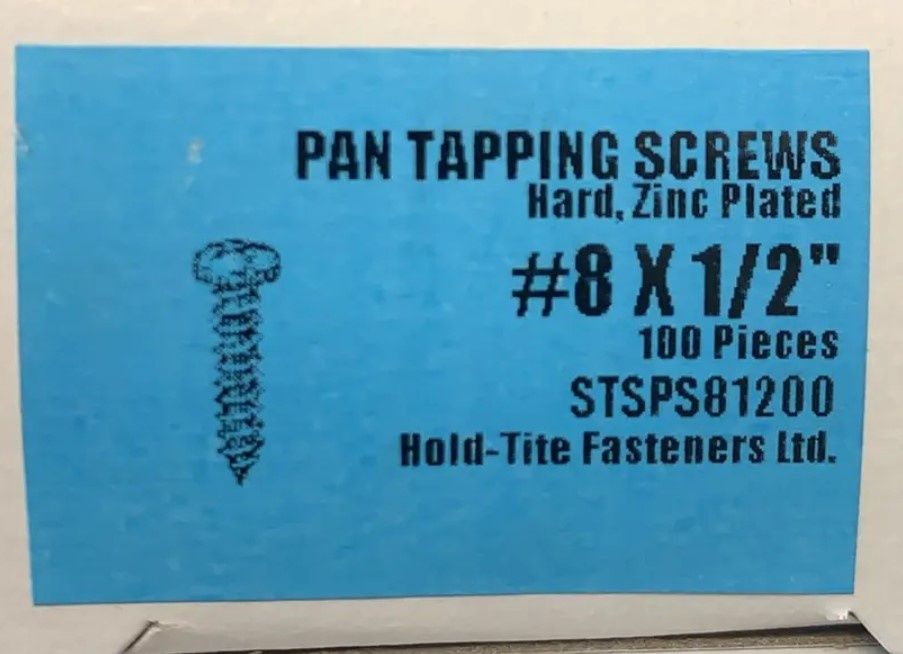 PAN TAPPING SCREWS
Hard, Zinc Plated
#8 X 1/2"
100 Pieces
STSPS81200
Hold-Tite Fasteners Ltd.